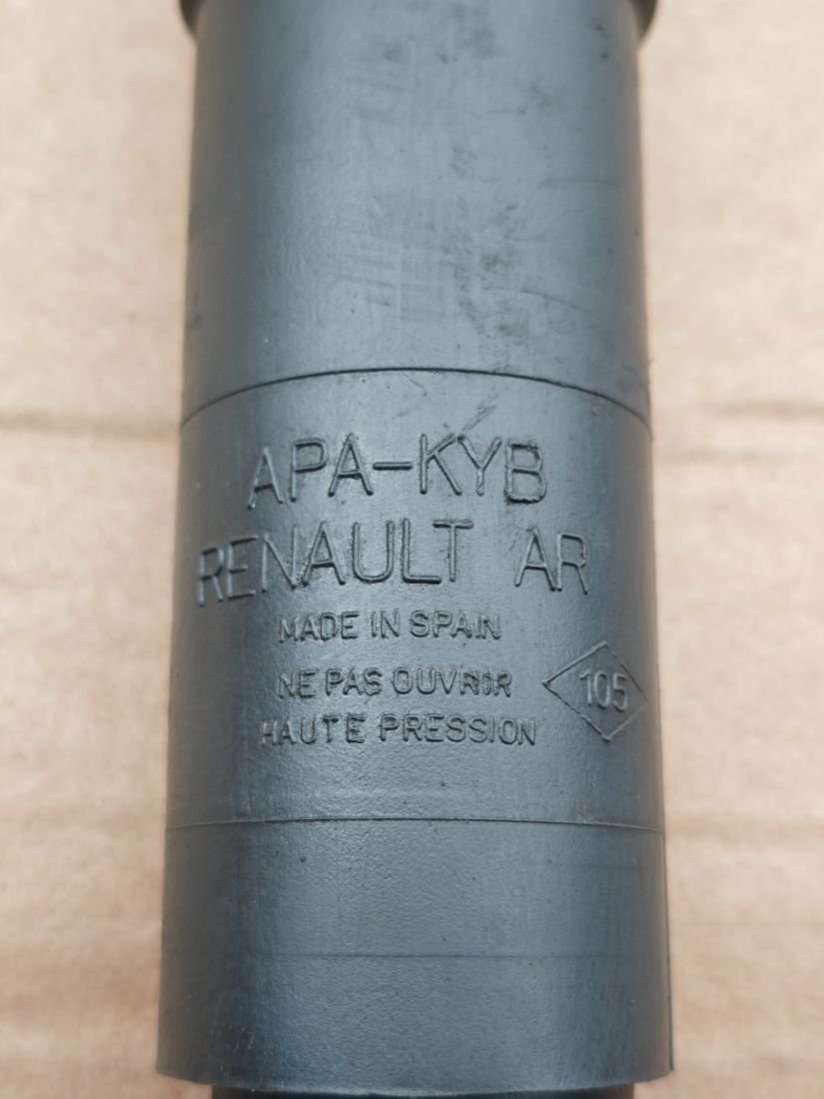 APA-KYB
RENAULT AR
MADE IN SPAIN
NE PAS OUVRIR
105
HAUTE PRESSION